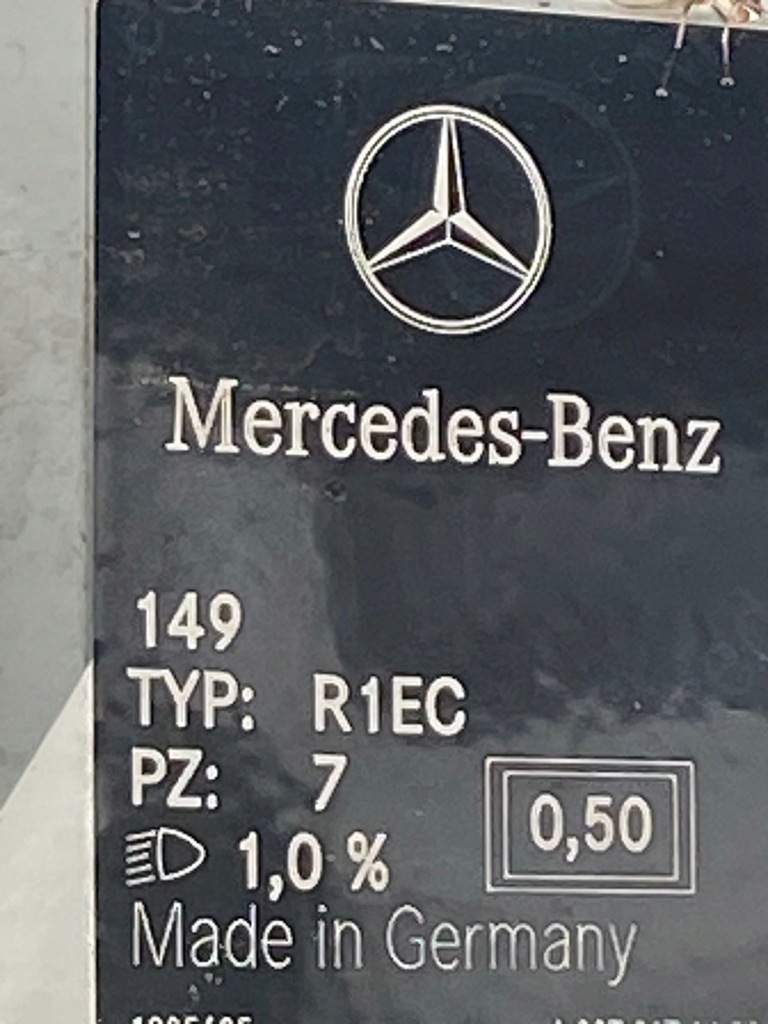 Mercedes-Benz
149
TYP: R1EC
PZ: 7
1,0 % 0,50
Made in Germany